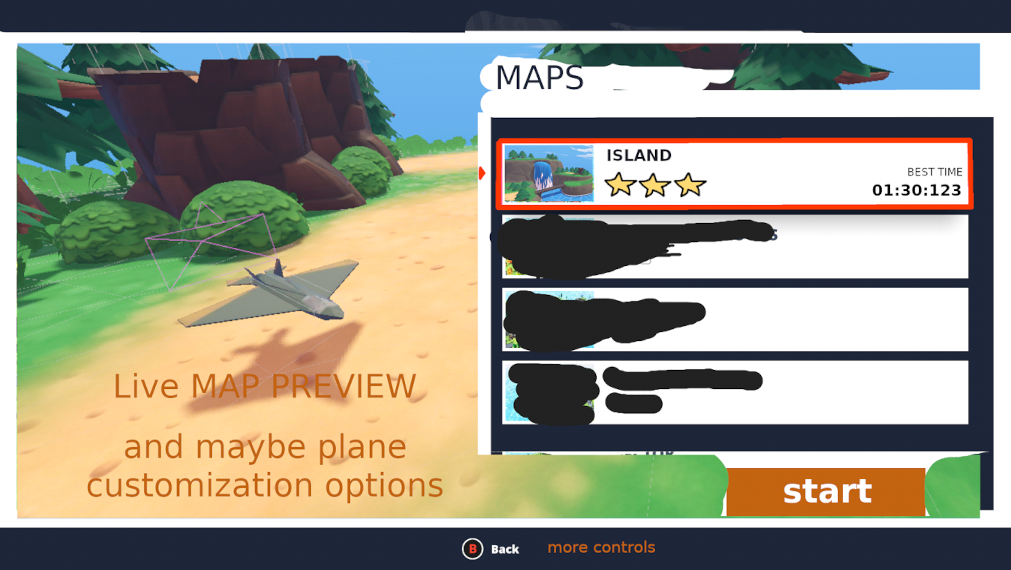 MAPS
ISLAND
BEST TIME
01:30:123
Live MAP PREVIEW
and maybe plane
customization options
start
B Back
more controls